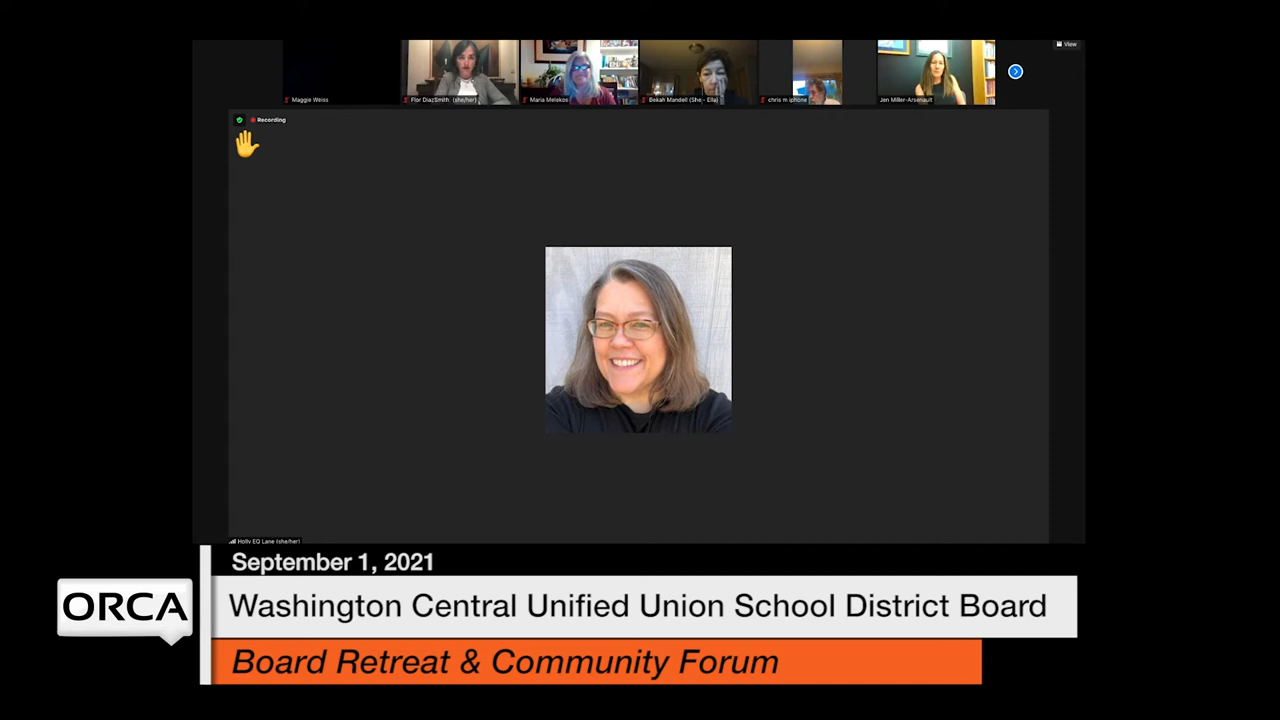 View
Maggie Weiss
Flor DiazSmith (she/her)
Maria Melekos
Bekah Mandell (She - Ella)
chris m iphone
Jen Miller-Arsenault
Recording
Holly EQ Lane (she/her)
September 1, 2021
ORCA
Washington Central Unified Union School District Board
Board Retreat & Community Forum